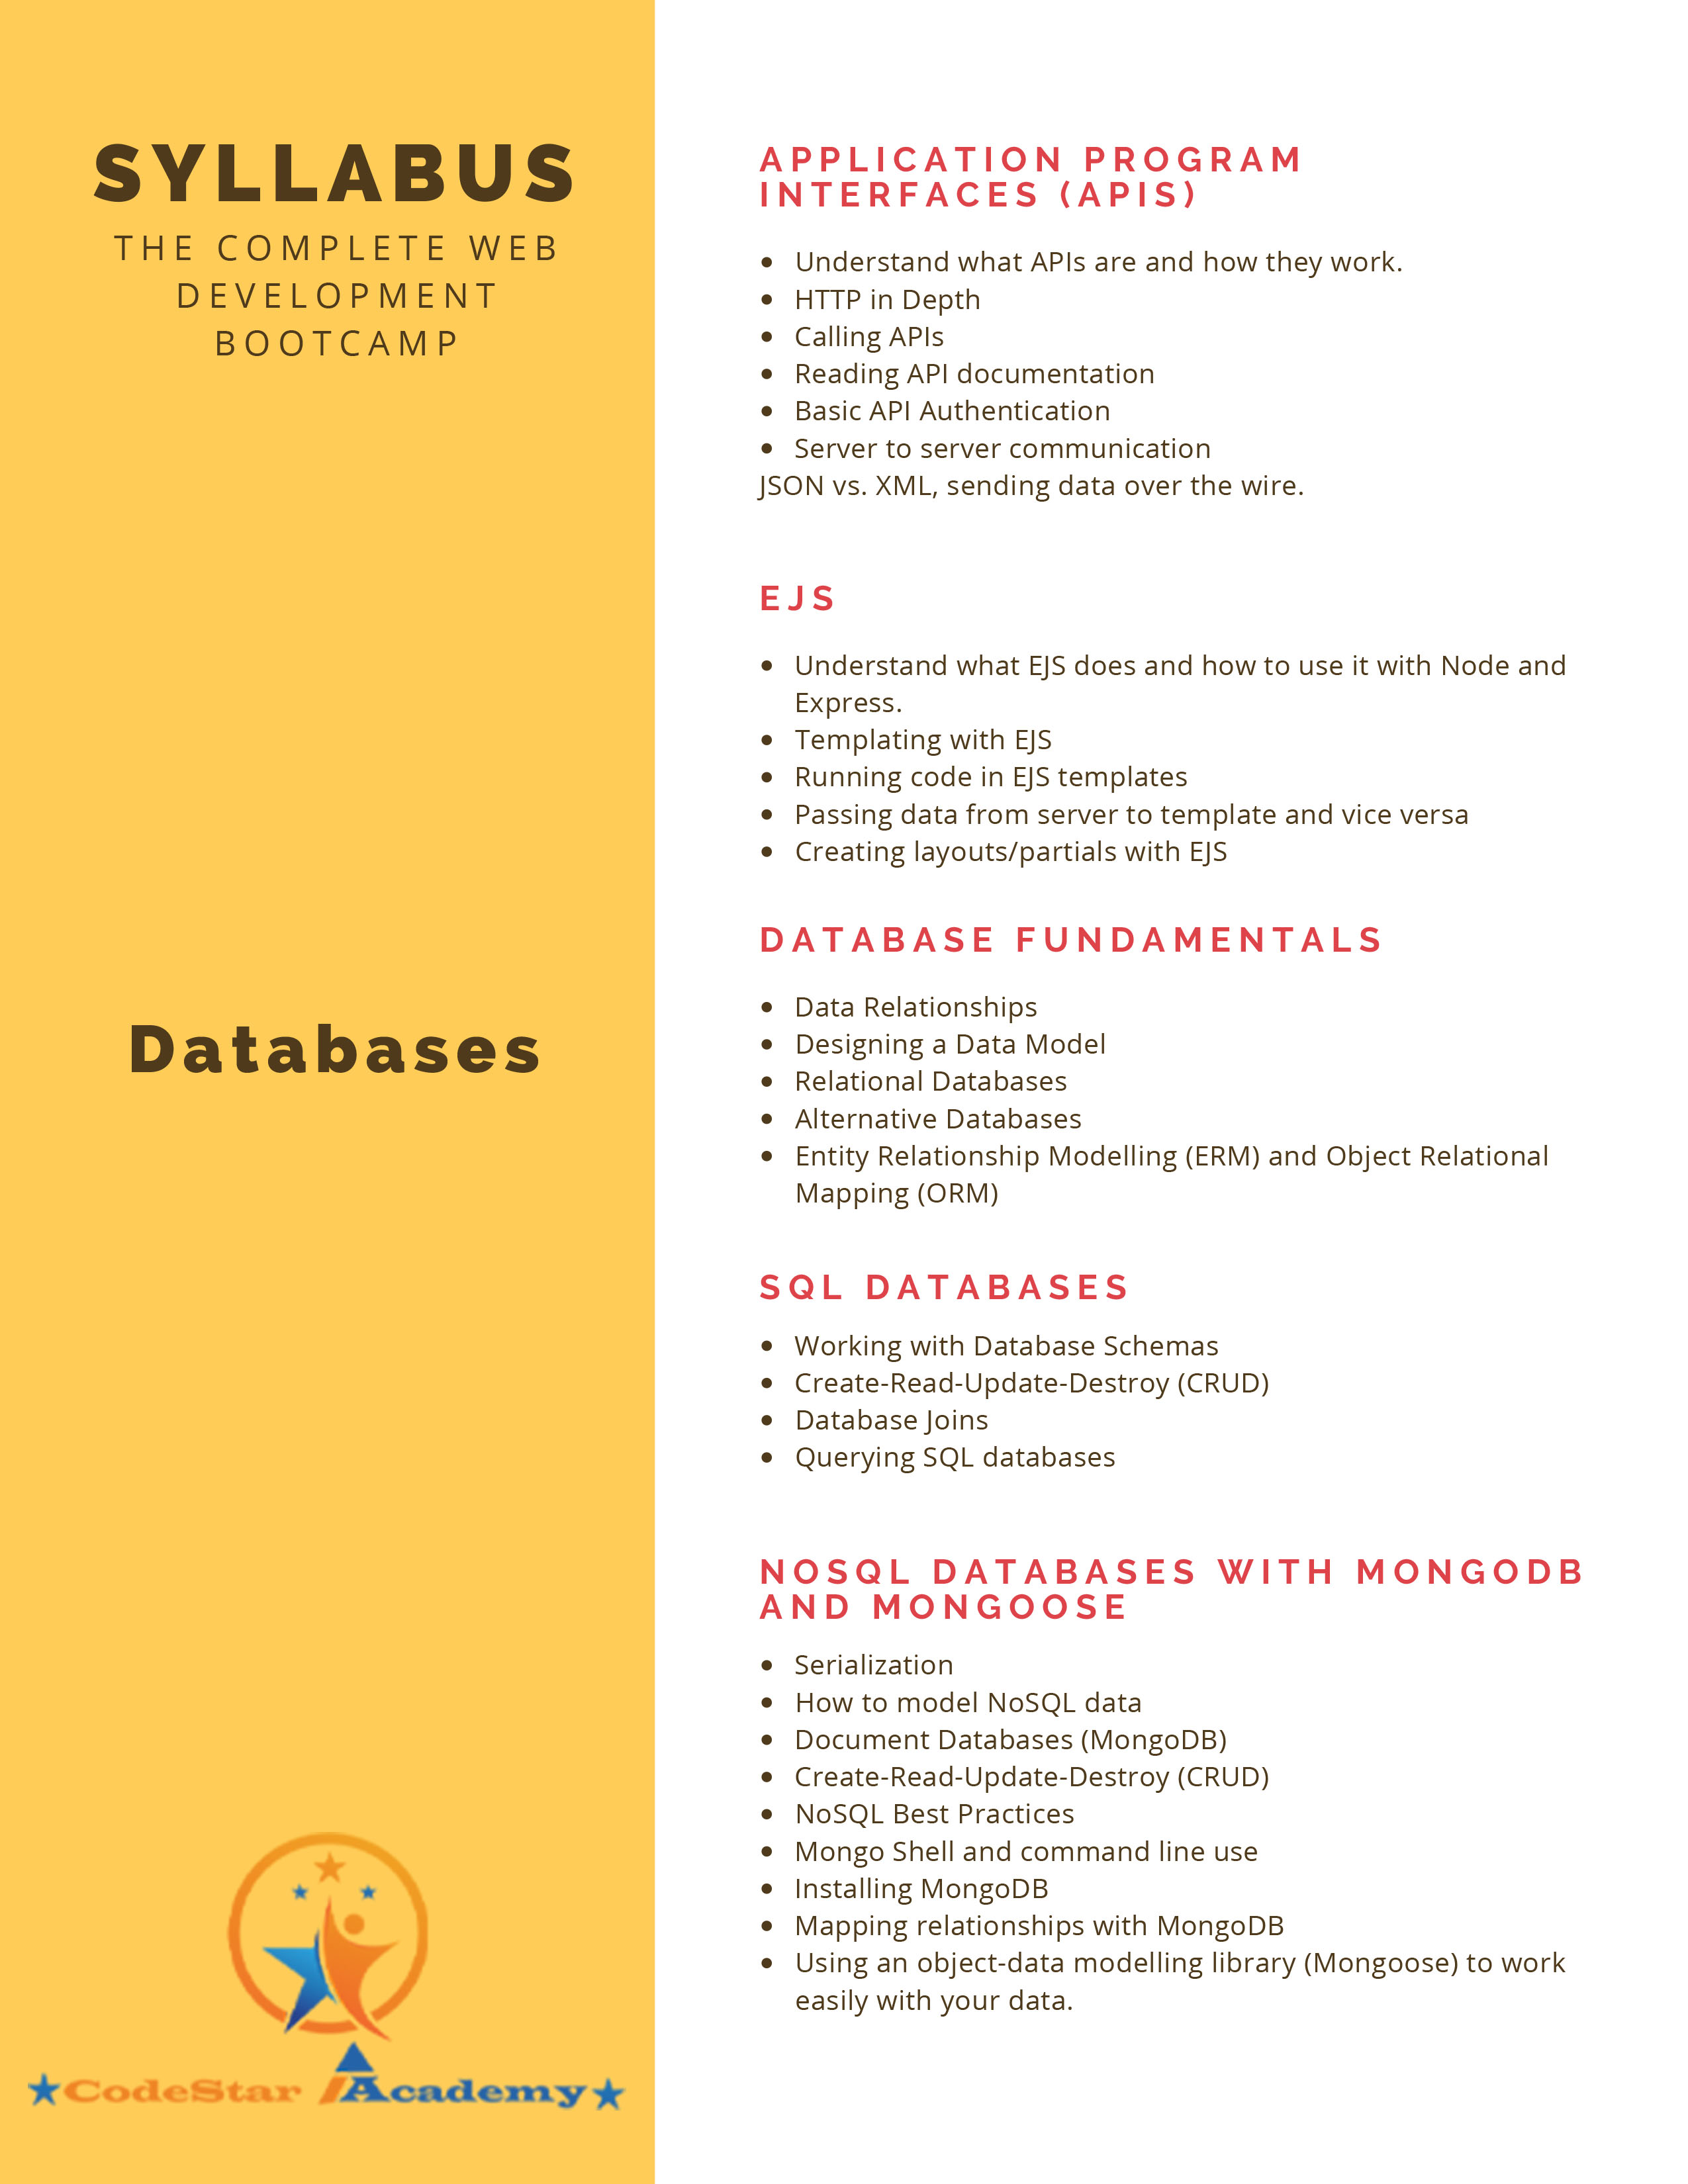 SYLLABUS
THE COMPLETE WEB
DEVELOPMENT
BOOTCAMP
APPLICATION PROGRAM
INTERFACES (APIS)
• Understand what APIs are and how they work.
• HTTP in Depth
• Calling APIs
• Reading API documentation
• Basic API Authentication
• Server to server communication
JSON vs. XML, sending data over the wire.
EJS
• Understand what EJS does and how to use it with Node and
Express.
• Templating with EJS
• Running code in EJS templates
• Passing data from server to template and vice versa
• Creating layouts/partials with EJS
Databases
DATABASE FUNDAMENTALS
• Data Relationships
• Designing a Data Model
• Relational Databases
• Alternative Databases
• Entity Relationship Modelling (ERM) and Object Relational
Mapping (ORM)
SQL DATABASES
• Working with Database Schemas
• Create-Read-Update-Destroy (CRUD)
• Database Joins
• Querying SQL databases
NOSQL DATABASES WITH MONGODB
AND MONGOOSE
• Serialization
• How to model NoSQL data
• Document Databases (MongoDB)
• Create-Read-Update-Destroy (CRUD)
• NoSQL Best Practices
• Mongo Shell and command line use
• Installing MongoDB
• Mapping relationships with MongoDB
• Using an object-data modelling library (Mongoose) to work
easily with your data.
CodeStar Academy